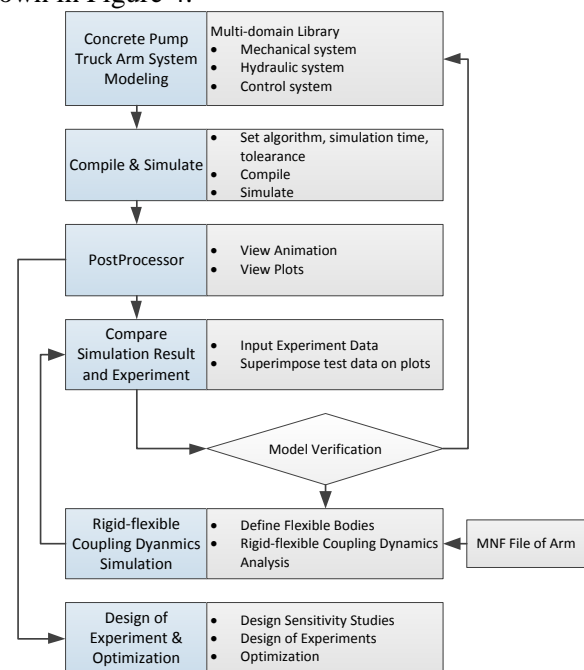 own in Figure 4.
Concrete Pump
Truck Arm System
Modeling
Multi-domain Library
• Mechanical system
• Hydraulic system
• Control system
Compile & Simulate
• Set algorithm, simulation time,
tolearance
• Compile
• Simulate
PostProcessor
• View Animation
• View Plots
Compare
Simulation Result
and Experiment
• Input Experiment Data
• Superimpose test data on plots
Model Verification
Rigid-flexible
Coupling Dyanmics
Simulation
• Define Flexible Bodies
• Rigid-flexible Coupling Dynamics
Analysis
MNF File of Arm
Design of
Experiment &
Optimization
• Design Sensitivity Studies
• Design of Experiments
• Optimization